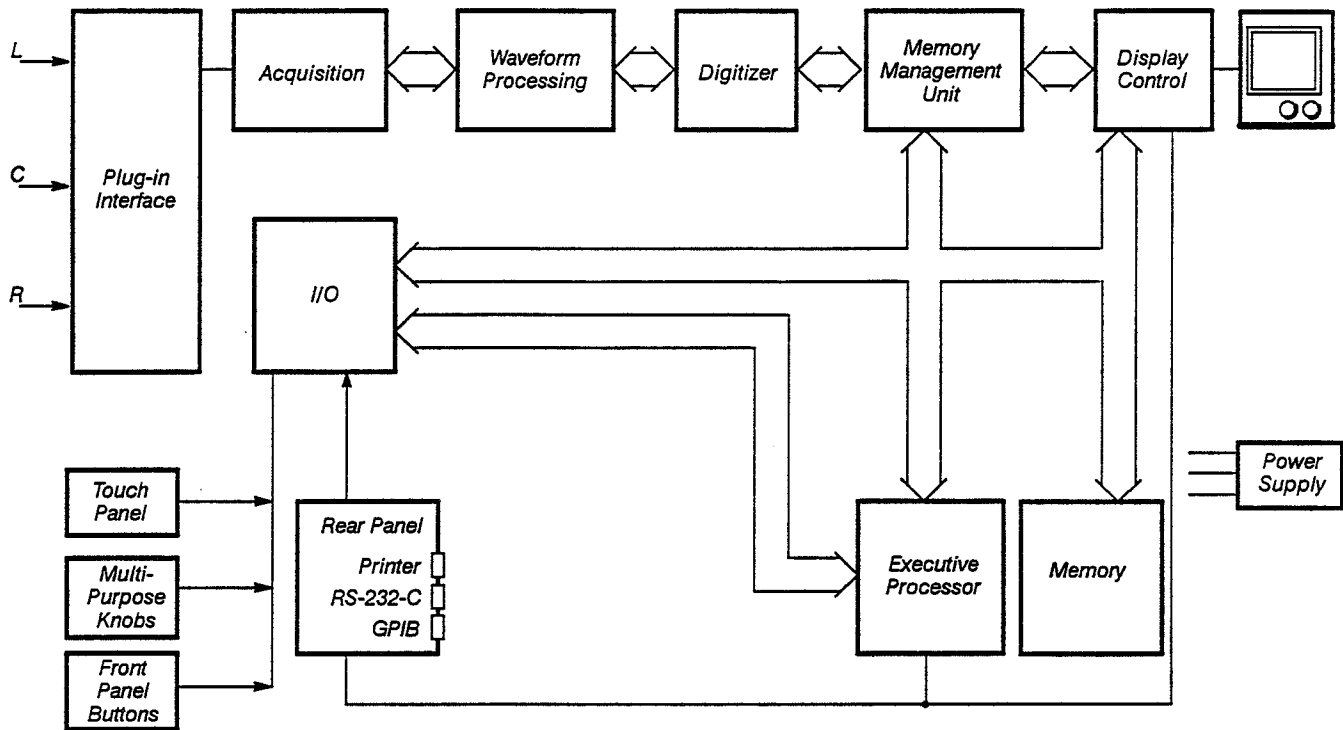 L
C
R
Plug-in
Interface
Acquisition
Waveform
Processing
Digitizer
Memory
Management
Unit
Display
Control
I/O
Touch
Panel
Multi-
Purpose
Knobs
Front
Panel
Buttons
Rear Panel
Printer
RS-232-C
GPIB
Executive
Processor
Memory
Power
Supply